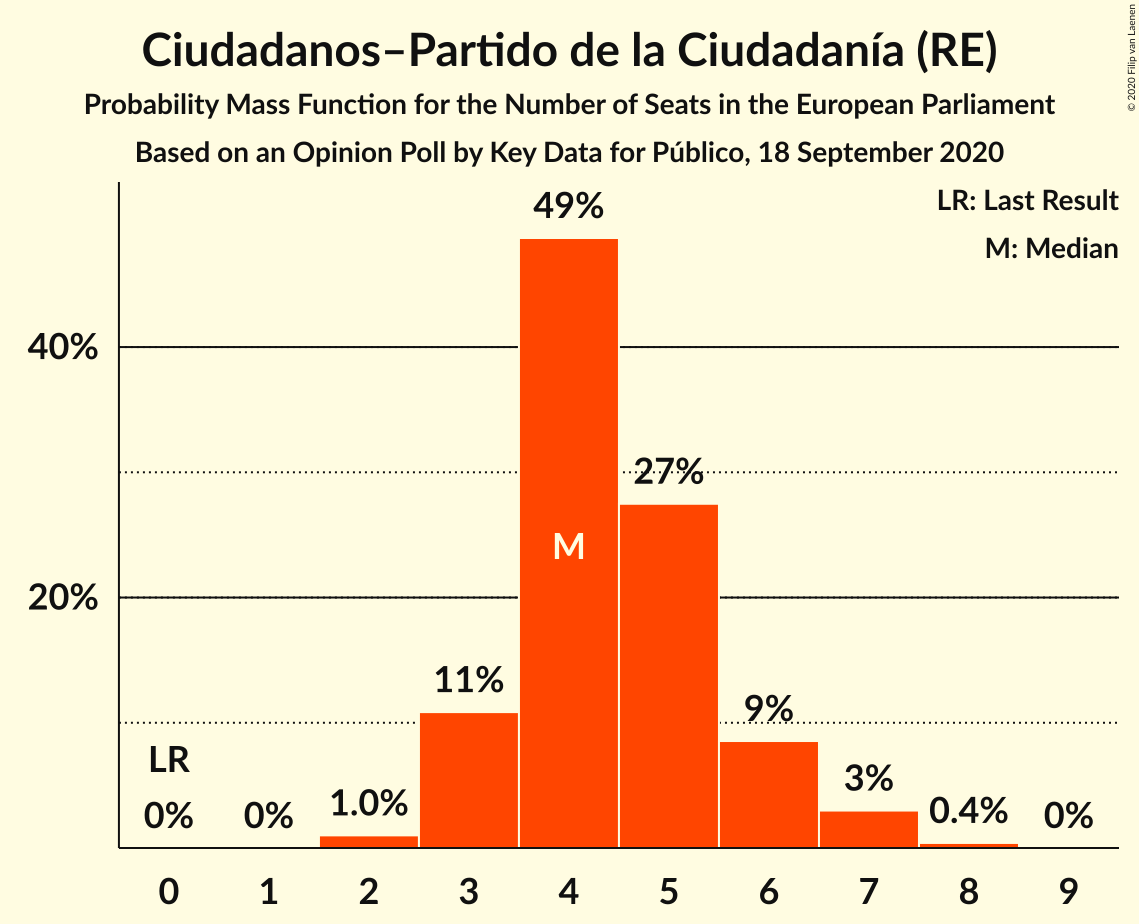 Ciudadanos–Partido de la Ciudadanía (RE)
Probability Mass Function for the Number of Seats in the European Parliament
Based on an Opinion Poll by Key Data for Público, 18 September 2020
© 2020 Filip van Laenen
LR: Last Result
M: Median
49%
40%
27%
M
20%
11%
9%
LR
3%
0%
0%
1.0%
0.4%
0%
0 1 2 3 4 5 6 7 8 9